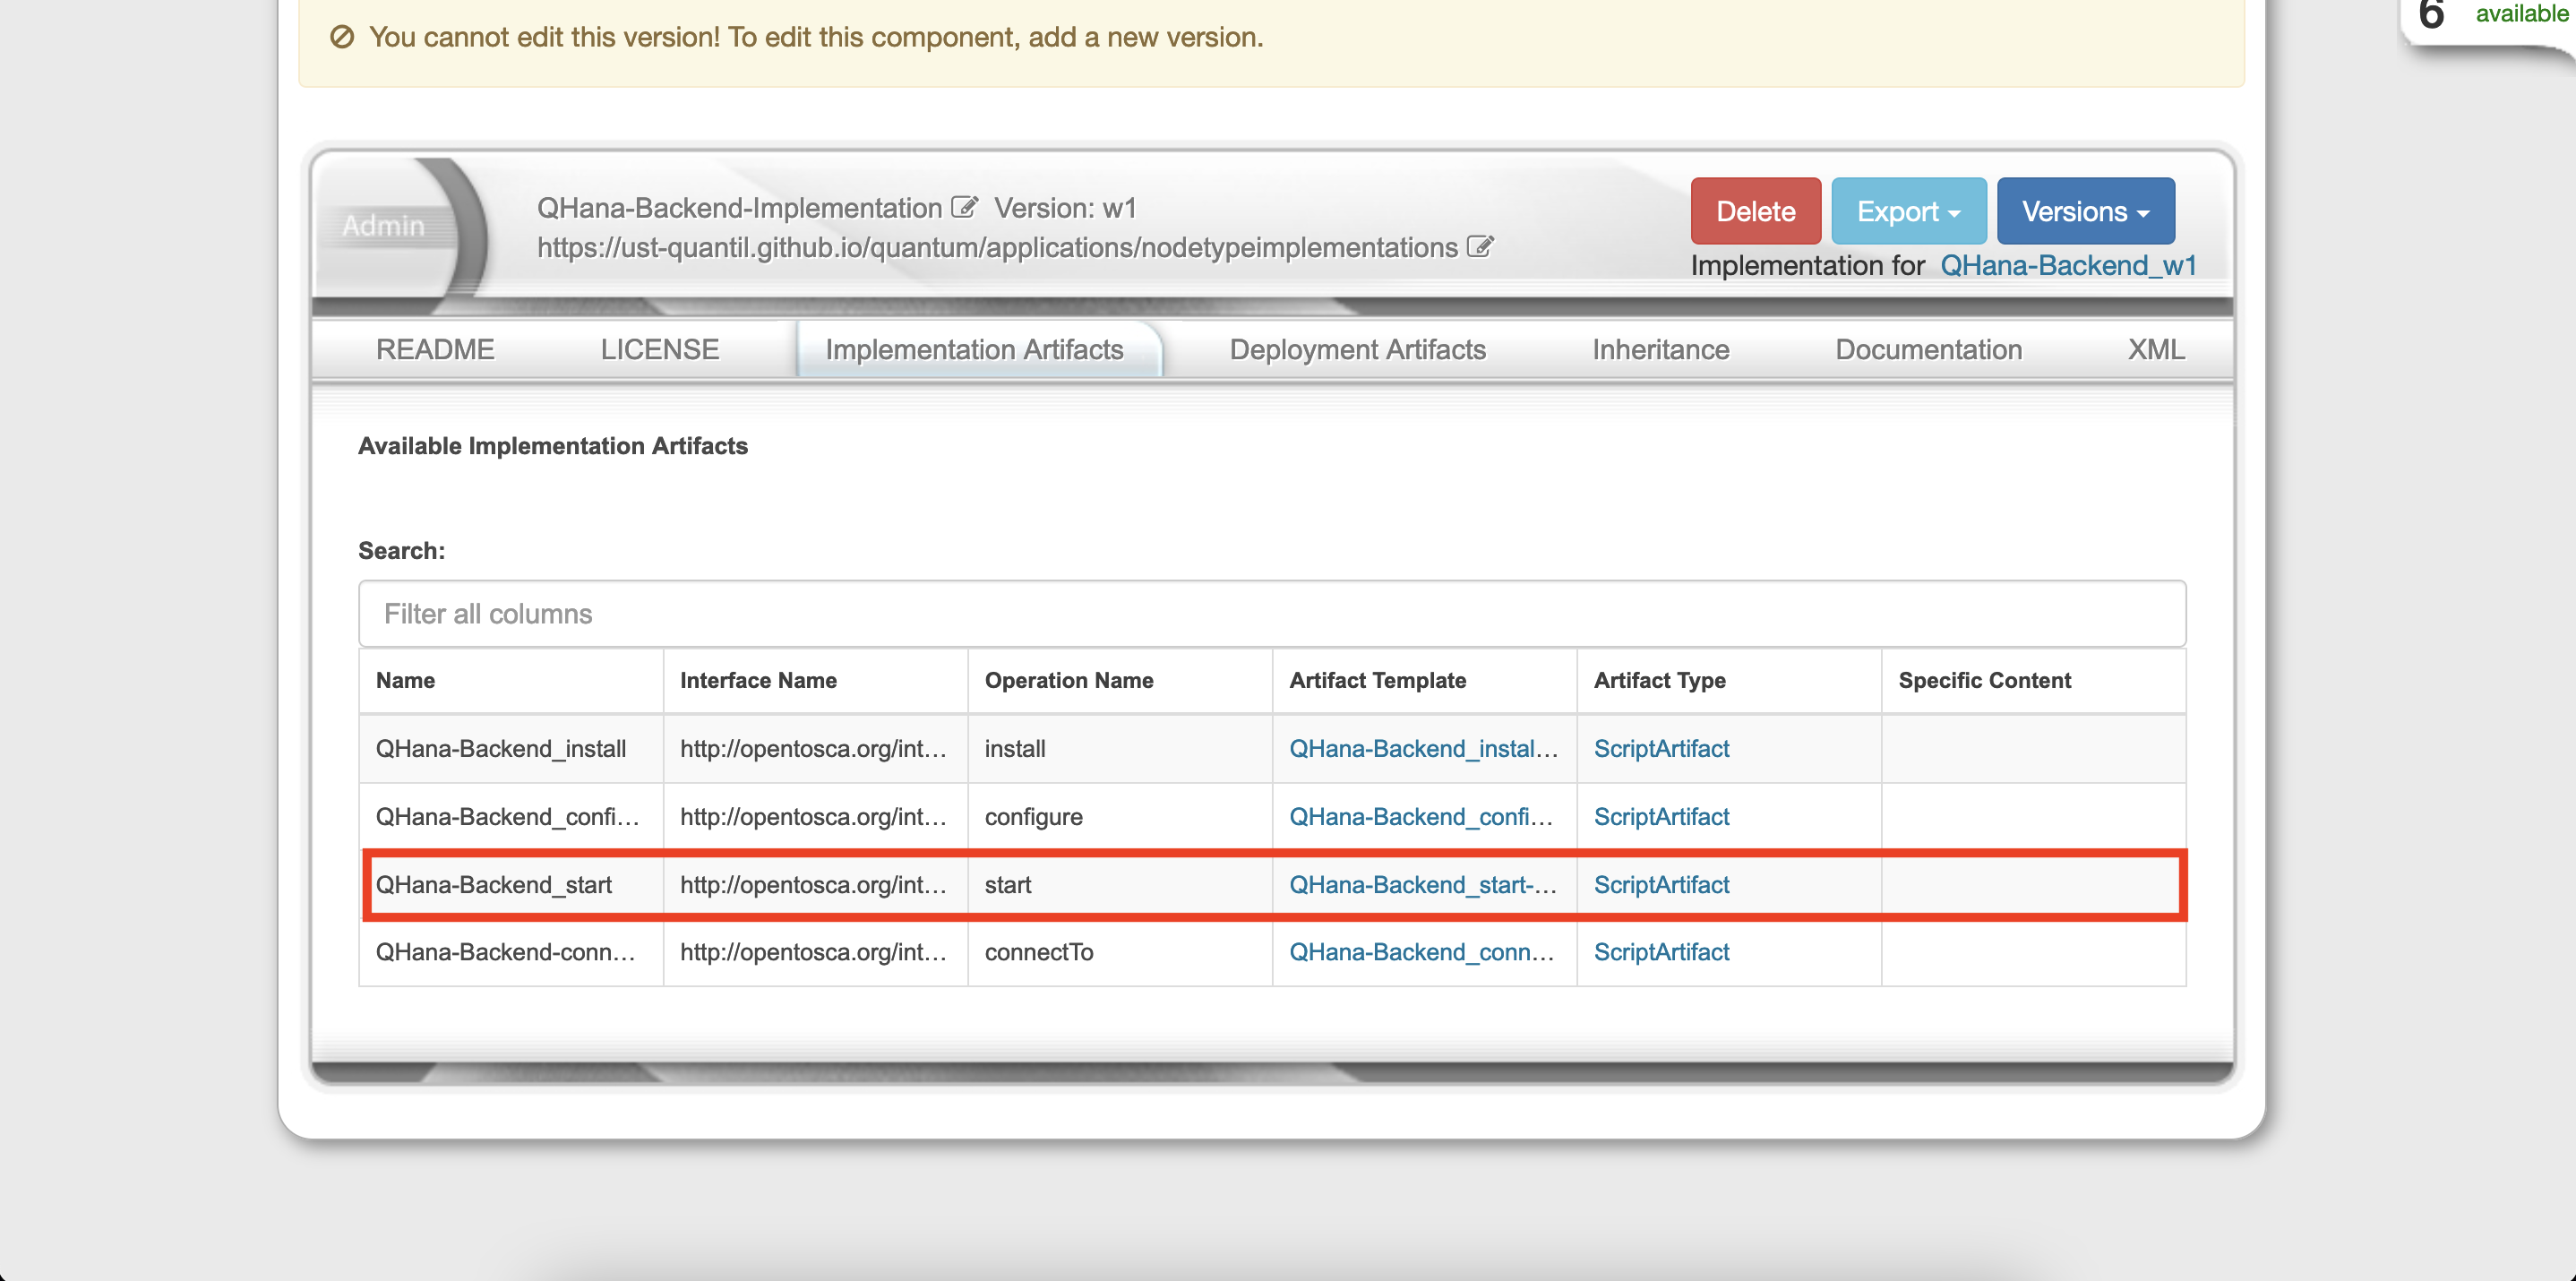 6 available
You cannot edit this version! To edit this component, add a new version.
Admin
QHana-Backend-Implementation Version: w1
https://ust-quantil.github.io/quantum/applications/nodetypeimplementations
Delete Export Versions
Implementation for QHana-Backend_w1
README LICENSE Implementation Artifacts Deployment Artifacts Inheritance Documentation XML
Available Implementation Artifacts
Search:
Filter all columns
Name Interface Name Operation Name Artifact Template Artifact Type Specific Content
QHana-Backend_install http://opentosca.org/int... install QHana-Backend_instal... ScriptArtifact
QHana-Backend_confi... http://opentosca.org/int... configure QHana-Backend_confi... ScriptArtifact
QHana-Backend_start http://opentosca.org/int... start QHana-Backend_start-... ScriptArtifact
QHana-Backend-conn... http://opentosca.org/int... connectTo QHana-Backend_conn... ScriptArtifact